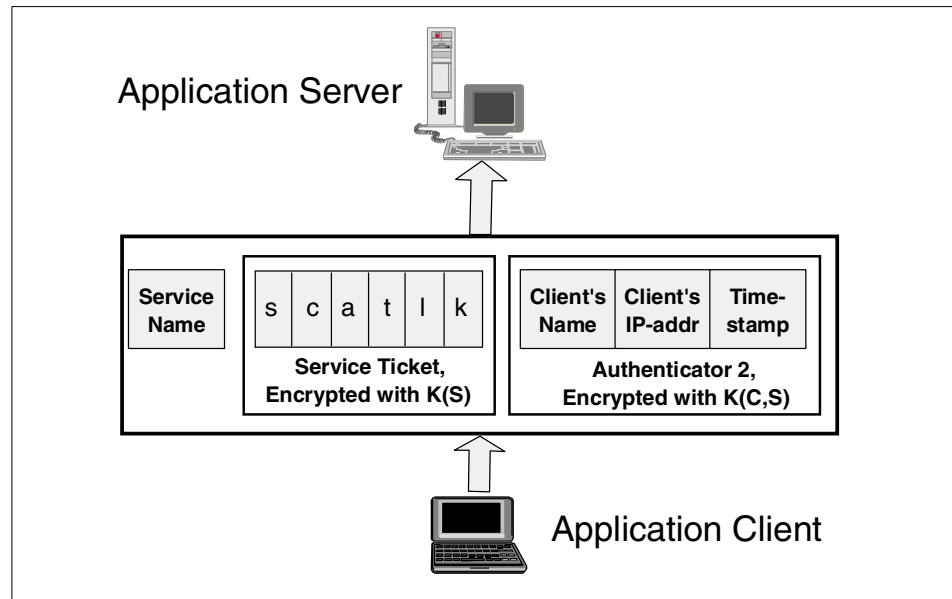 Application Server
Service
Name
s c a t l k
Service Ticket,
Encrypted with K(S)
Client's
Name
Client's
IP-addr
Time-
stamp
Authenticator 2,
Encrypted with K(C,S)
Application Client